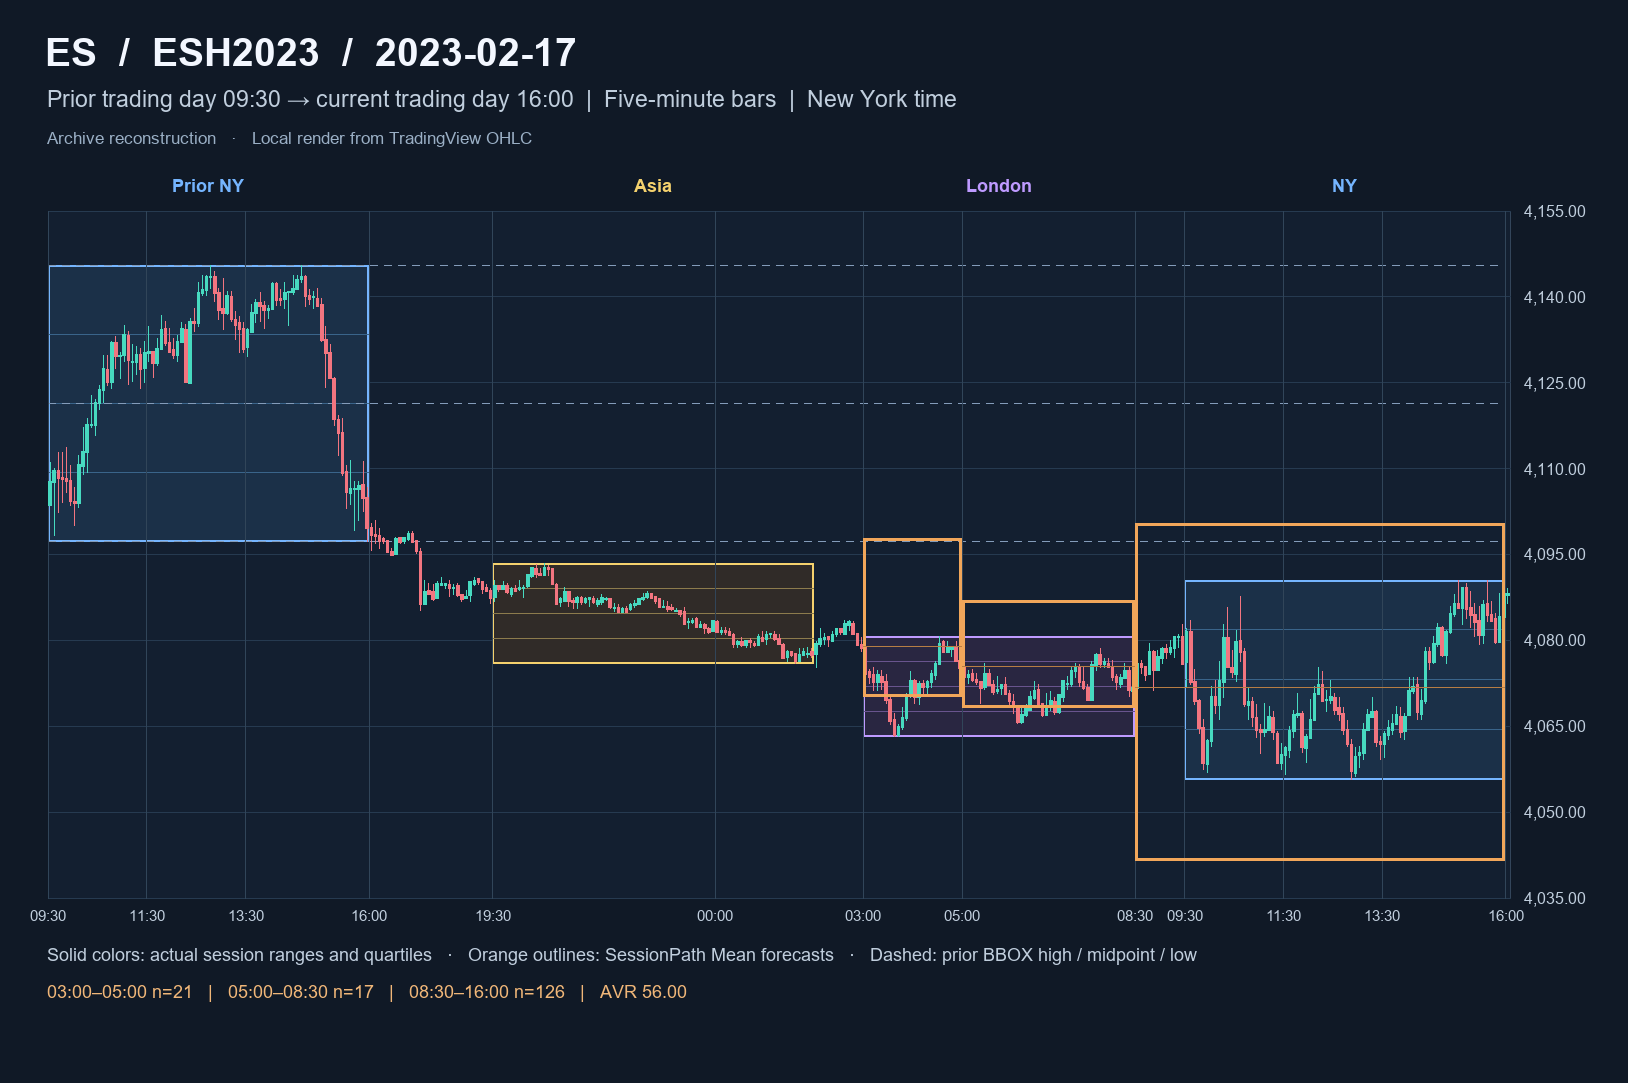 ES / ESH2023 / 2023-02-17
Prior trading day 09:30 → current trading day 16:00 | Five-minute bars | New York time
Archive reconstruction · Local render from TradingView OHLC
Prior NY Asia London NY
4,155.00
4,140.00
4,125.00
4,110.00
4,095.00
4,080.00
4,065.00
4,050.00
4,035.00
09:30 11:30 13:30 16:00 19:30 00:00 03:00 05:00 08:30 09:30 11:30 13:30 16:00
Solid colors: actual session ranges and quartiles · Orange outlines: SessionPath Mean forecasts · Dashed: prior BBOX high / midpoint / low
03:00–05:00 n=21 | 05:00–08:30 n=17 | 08:30–16:00 n=126 | AVR 56.00